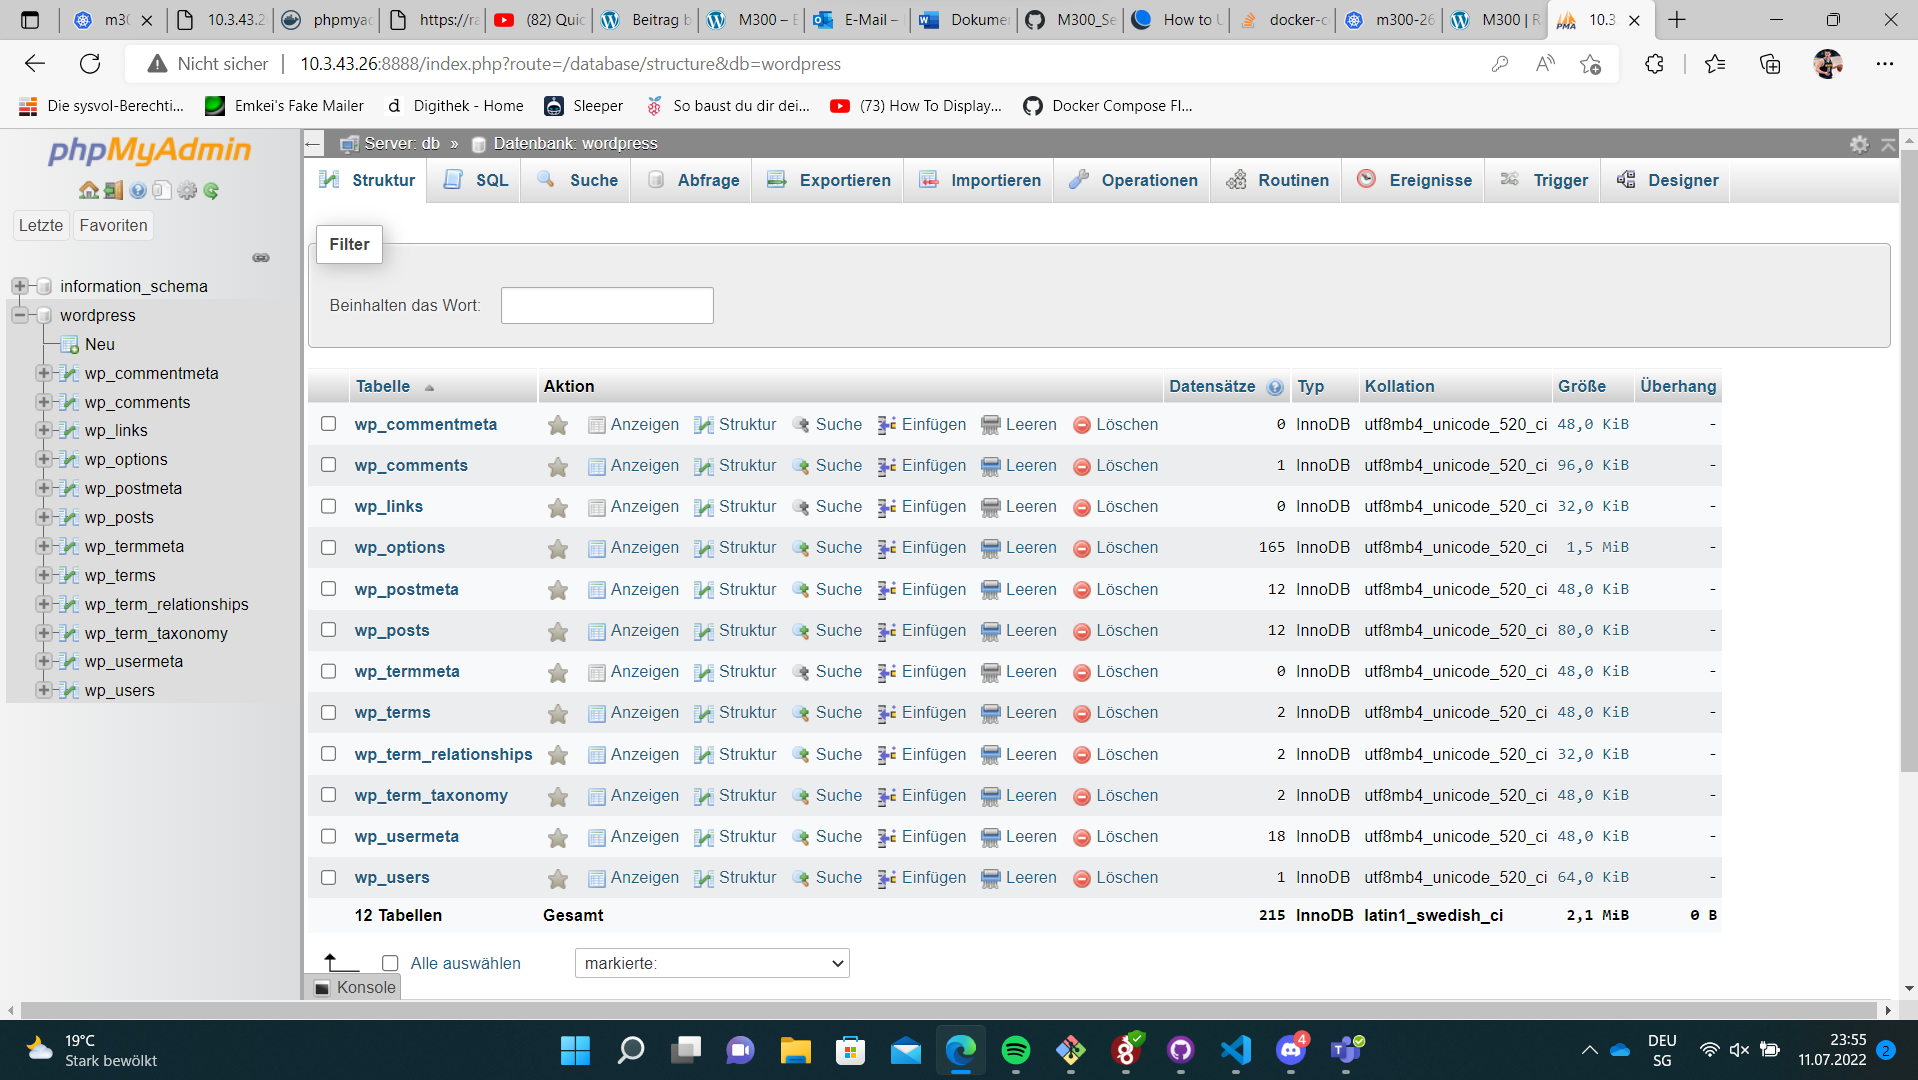 m30
10.3.43.2
phpmyad
https://ra
(82) Quic
Beitrag b
M300 – E
E-Mail –
Dokumen
M300_Se
How to U
docker-c
m300-26
M300 | R
10.3
Nicht sicher
10.3.43.26:8888/index.php?route=/database/structure&db=wordpress
Die sysvol-Berechti...
Emkei's Fake Mailer
Digithek - Home
Sleeper
So baust du dir dei...
(73) How To Display...
Docker Compose Fl...
phpMyAdmin
Letzte
Favoriten
information_schema
wordpress
Neu
wp_commentmeta
wp_comments
wp_links
wp_options
wp_postmeta
wp_posts
wp_termmeta
wp_terms
wp_term_relationships
wp_term_taxonomy
wp_usermeta
wp_users
Server: db » Datenbank: wordpress
Struktur SQL Suche Abfrage Exportieren Importieren Operationen Routinen Ereignisse Trigger Designer
Filter
Beinhalten das Wort:
Tabelle Aktion Datensätze Typ Kollation Größe Überhang
wp_commentmeta Anzeigen Struktur Suche Einfügen Leeren Löschen 0 InnoDB utf8mb4_unicode_520_ci 48,0 KiB -
wp_comments Anzeigen Struktur Suche Einfügen Leeren Löschen 1 InnoDB utf8mb4_unicode_520_ci 96,0 KiB -
wp_links Anzeigen Struktur Suche Einfügen Leeren Löschen 0 InnoDB utf8mb4_unicode_520_ci 32,0 KiB -
wp_options Anzeigen Struktur Suche Einfügen Leeren Löschen 165 InnoDB utf8mb4_unicode_520_ci 1,5 MiB -
wp_postmeta Anzeigen Struktur Suche Einfügen Leeren Löschen 12 InnoDB utf8mb4_unicode_520_ci 48,0 KiB -
wp_posts Anzeigen Struktur Suche Einfügen Leeren Löschen 12 InnoDB utf8mb4_unicode_520_ci 80,0 KiB -
wp_termmeta Anzeigen Struktur Suche Einfügen Leeren Löschen 0 InnoDB utf8mb4_unicode_520_ci 48,0 KiB -
wp_terms Anzeigen Struktur Suche Einfügen Leeren Löschen 2 InnoDB utf8mb4_unicode_520_ci 48,0 KiB -
wp_term_relationships Anzeigen Struktur Suche Einfügen Leeren Löschen 2 InnoDB utf8mb4_unicode_520_ci 32,0 KiB -
wp_term_taxonomy Anzeigen Struktur Suche Einfügen Leeren Löschen 2 InnoDB utf8mb4_unicode_520_ci 48,0 KiB -
wp_usermeta Anzeigen Struktur Suche Einfügen Leeren Löschen 18 InnoDB utf8mb4_unicode_520_ci 48,0 KiB -
wp_users Anzeigen Struktur Suche Einfügen Leeren Löschen 1 InnoDB utf8mb4_unicode_520_ci 64,0 KiB -
12 Tabellen Gesamt 215 InnoDB latin1_swedish_ci 2,1 MiB 0 B
Alle auswählen
markierte:
Konsole
19°C
Stark bewölkt
4
DEU
SG
23:55
11.07.2022
2